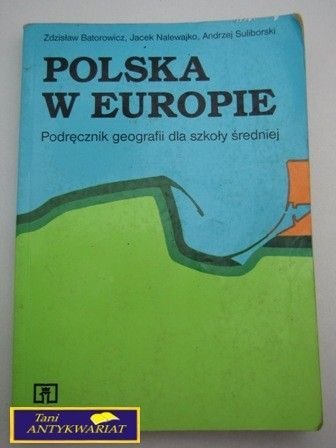 Zdzisław Batorowicz, Jacek Nalewajko, Andrzej Suliborski
POLSKA
W EUROPIE
Podręcznik geografii dla szkoły średniej
Tani
ANTYKWARIAT